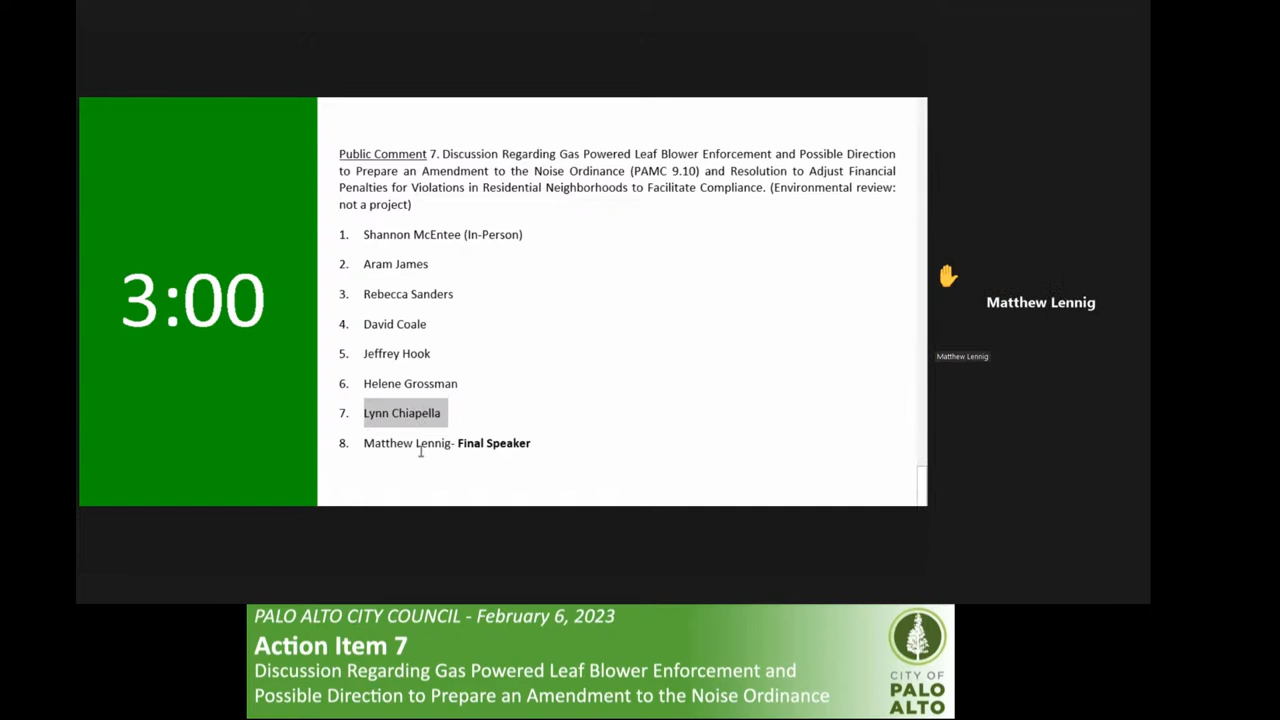 3:00
Public Comment 7. Discussion Regarding Gas Powered Leaf Blower Enforcement and Possible Direction
to Prepare an Amendment to the Noise Ordinance (PAMC 9.10) and Resolution to Adjust Financial
Penalties for Violations in Residential Neighborhoods to Facilitate Compliance. (Environmental review:
not a project)
1. Shannon McEntee (In-Person)
2. Aram James
3. Rebecca Sanders
4. David Coale
5. Jeffrey Hook
6. Helene Grossman
7. Lynn Chiapella
8. Matthew Lennig- Final Speaker
Matthew Lennig
Matthew Lennig
PALO ALTO CITY COUNCIL - February 6, 2023
Action Item 7
Discussion Regarding Gas Powered Leaf Blower Enforcement and
Possible Direction to Prepare an Amendment to the Noise Ordinance
CITY OF
PALO
ALTO